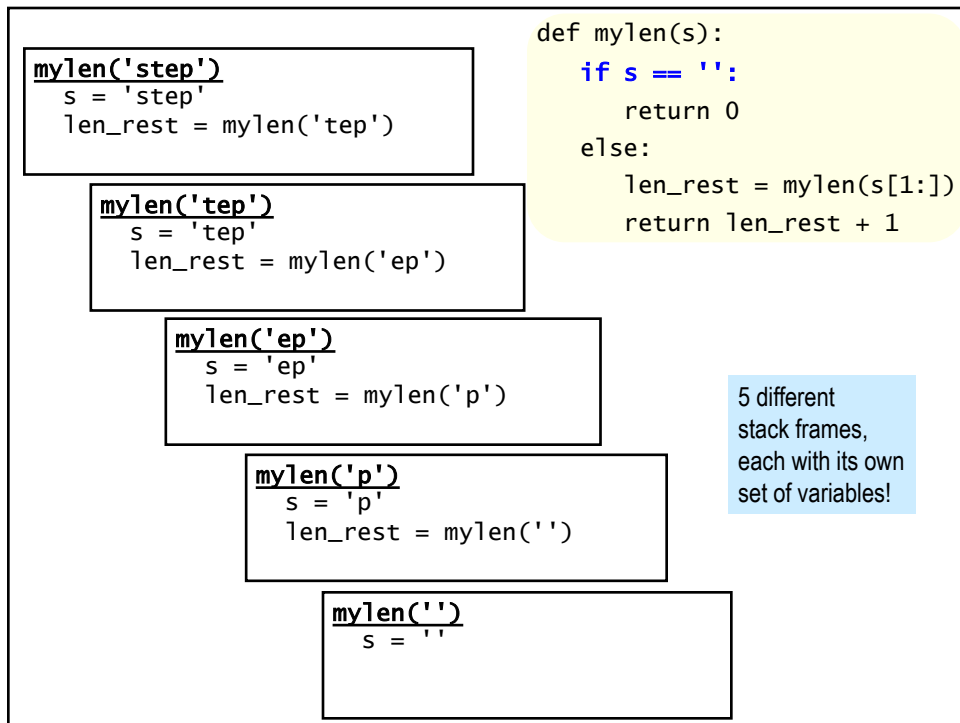 def mylen(s):
if s == '':
return 0
else:
len_rest = mylen(s[1:])
return len_rest + 1
mylen('step')
s = 'step'
len_rest = mylen('tep')
mylen('tep')
s = 'tep'
len_rest = mylen('ep')
mylen('ep')
s = 'ep'
len_rest = mylen('p')
mylen('p')
s = 'p'
len_rest = mylen('')
mylen('')
s = ''
5 different
stack frames,
each with its own
set of variables!